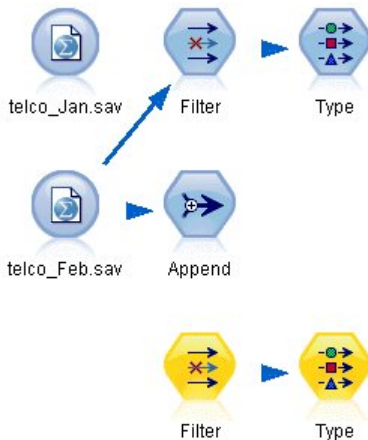 telco_Jan.sav
Filter
Type
telco_Feb.sav
Append
Filter
Type